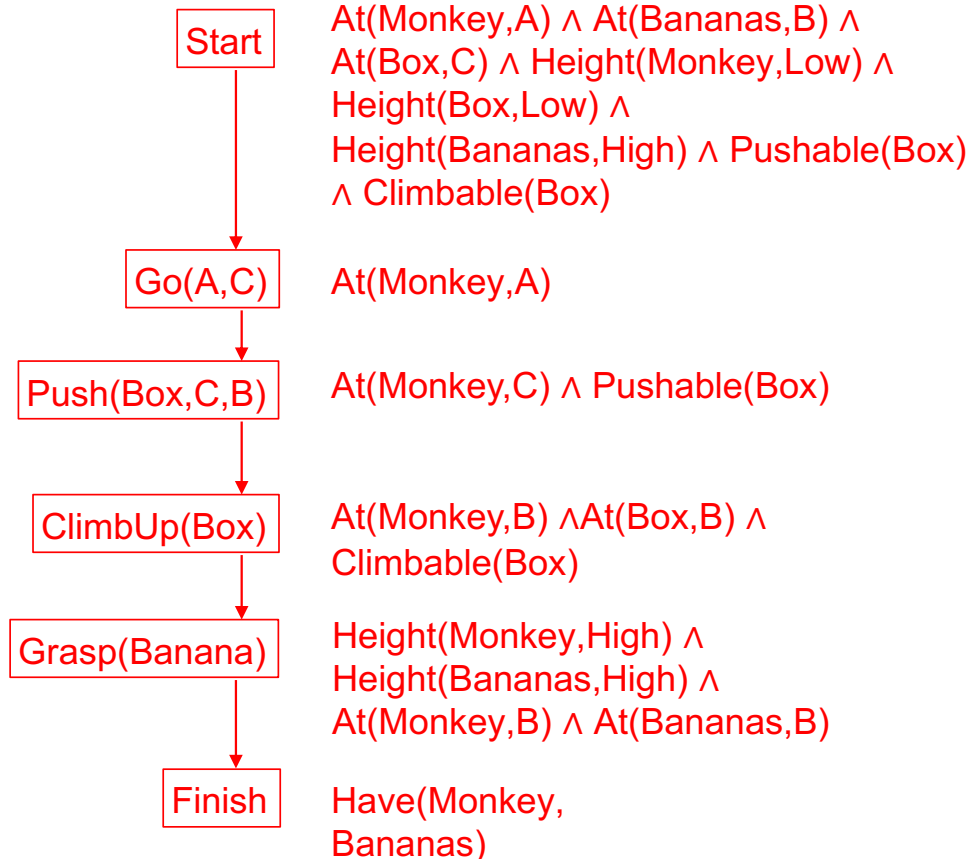 Start
At(Monkey,A) ∧ At(Bananas,B) ∧
At(Box,C) ∧ Height(Monkey,Low) ∧
Height(Box,Low) ∧
Height(Bananas,High) ∧ Pushable(Box)
∧ Climbable(Box)
Go(A,C)
At(Monkey,A)
Push(Box,C,B)
At(Monkey,C) ∧ Pushable(Box)
ClimbUp(Box)
At(Monkey,B) ∧At(Box,B) ∧
Climbable(Box)
Grasp(Banana)
Height(Monkey,High) ∧
Height(Bananas,High) ∧
At(Monkey,B) ∧ At(Bananas,B)
Finish
Have(Monkey,
Bananas)